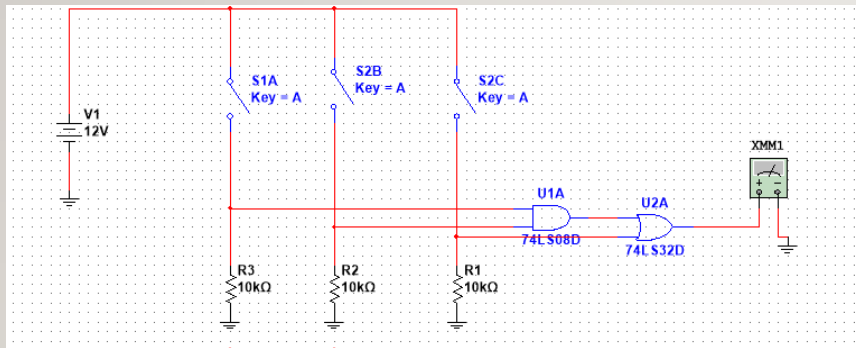 S1A
Key = A
S2B
Key = A
S2C
Key = A
V1
12V
XMM1
U1A
74LS08D
U2A
74LS32D
R3
10kΩ
R2
10kΩ
R1
10kΩ